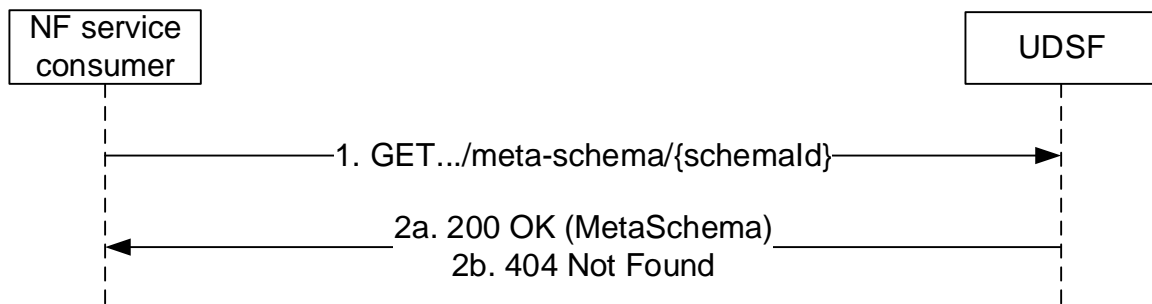 NF service
consumer
UDSF
1. GET.../meta-schema/{schemaId}
2a. 200 OK (MetaSchema)
2b. 404 Not Found